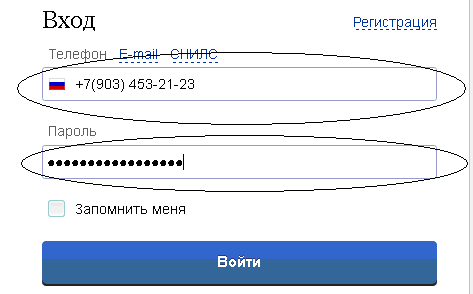 Вход Регистрация
Телефон E-mail СНИЛС
+7(903) 453-21-23
Пароль
Запомнить меня
Войти